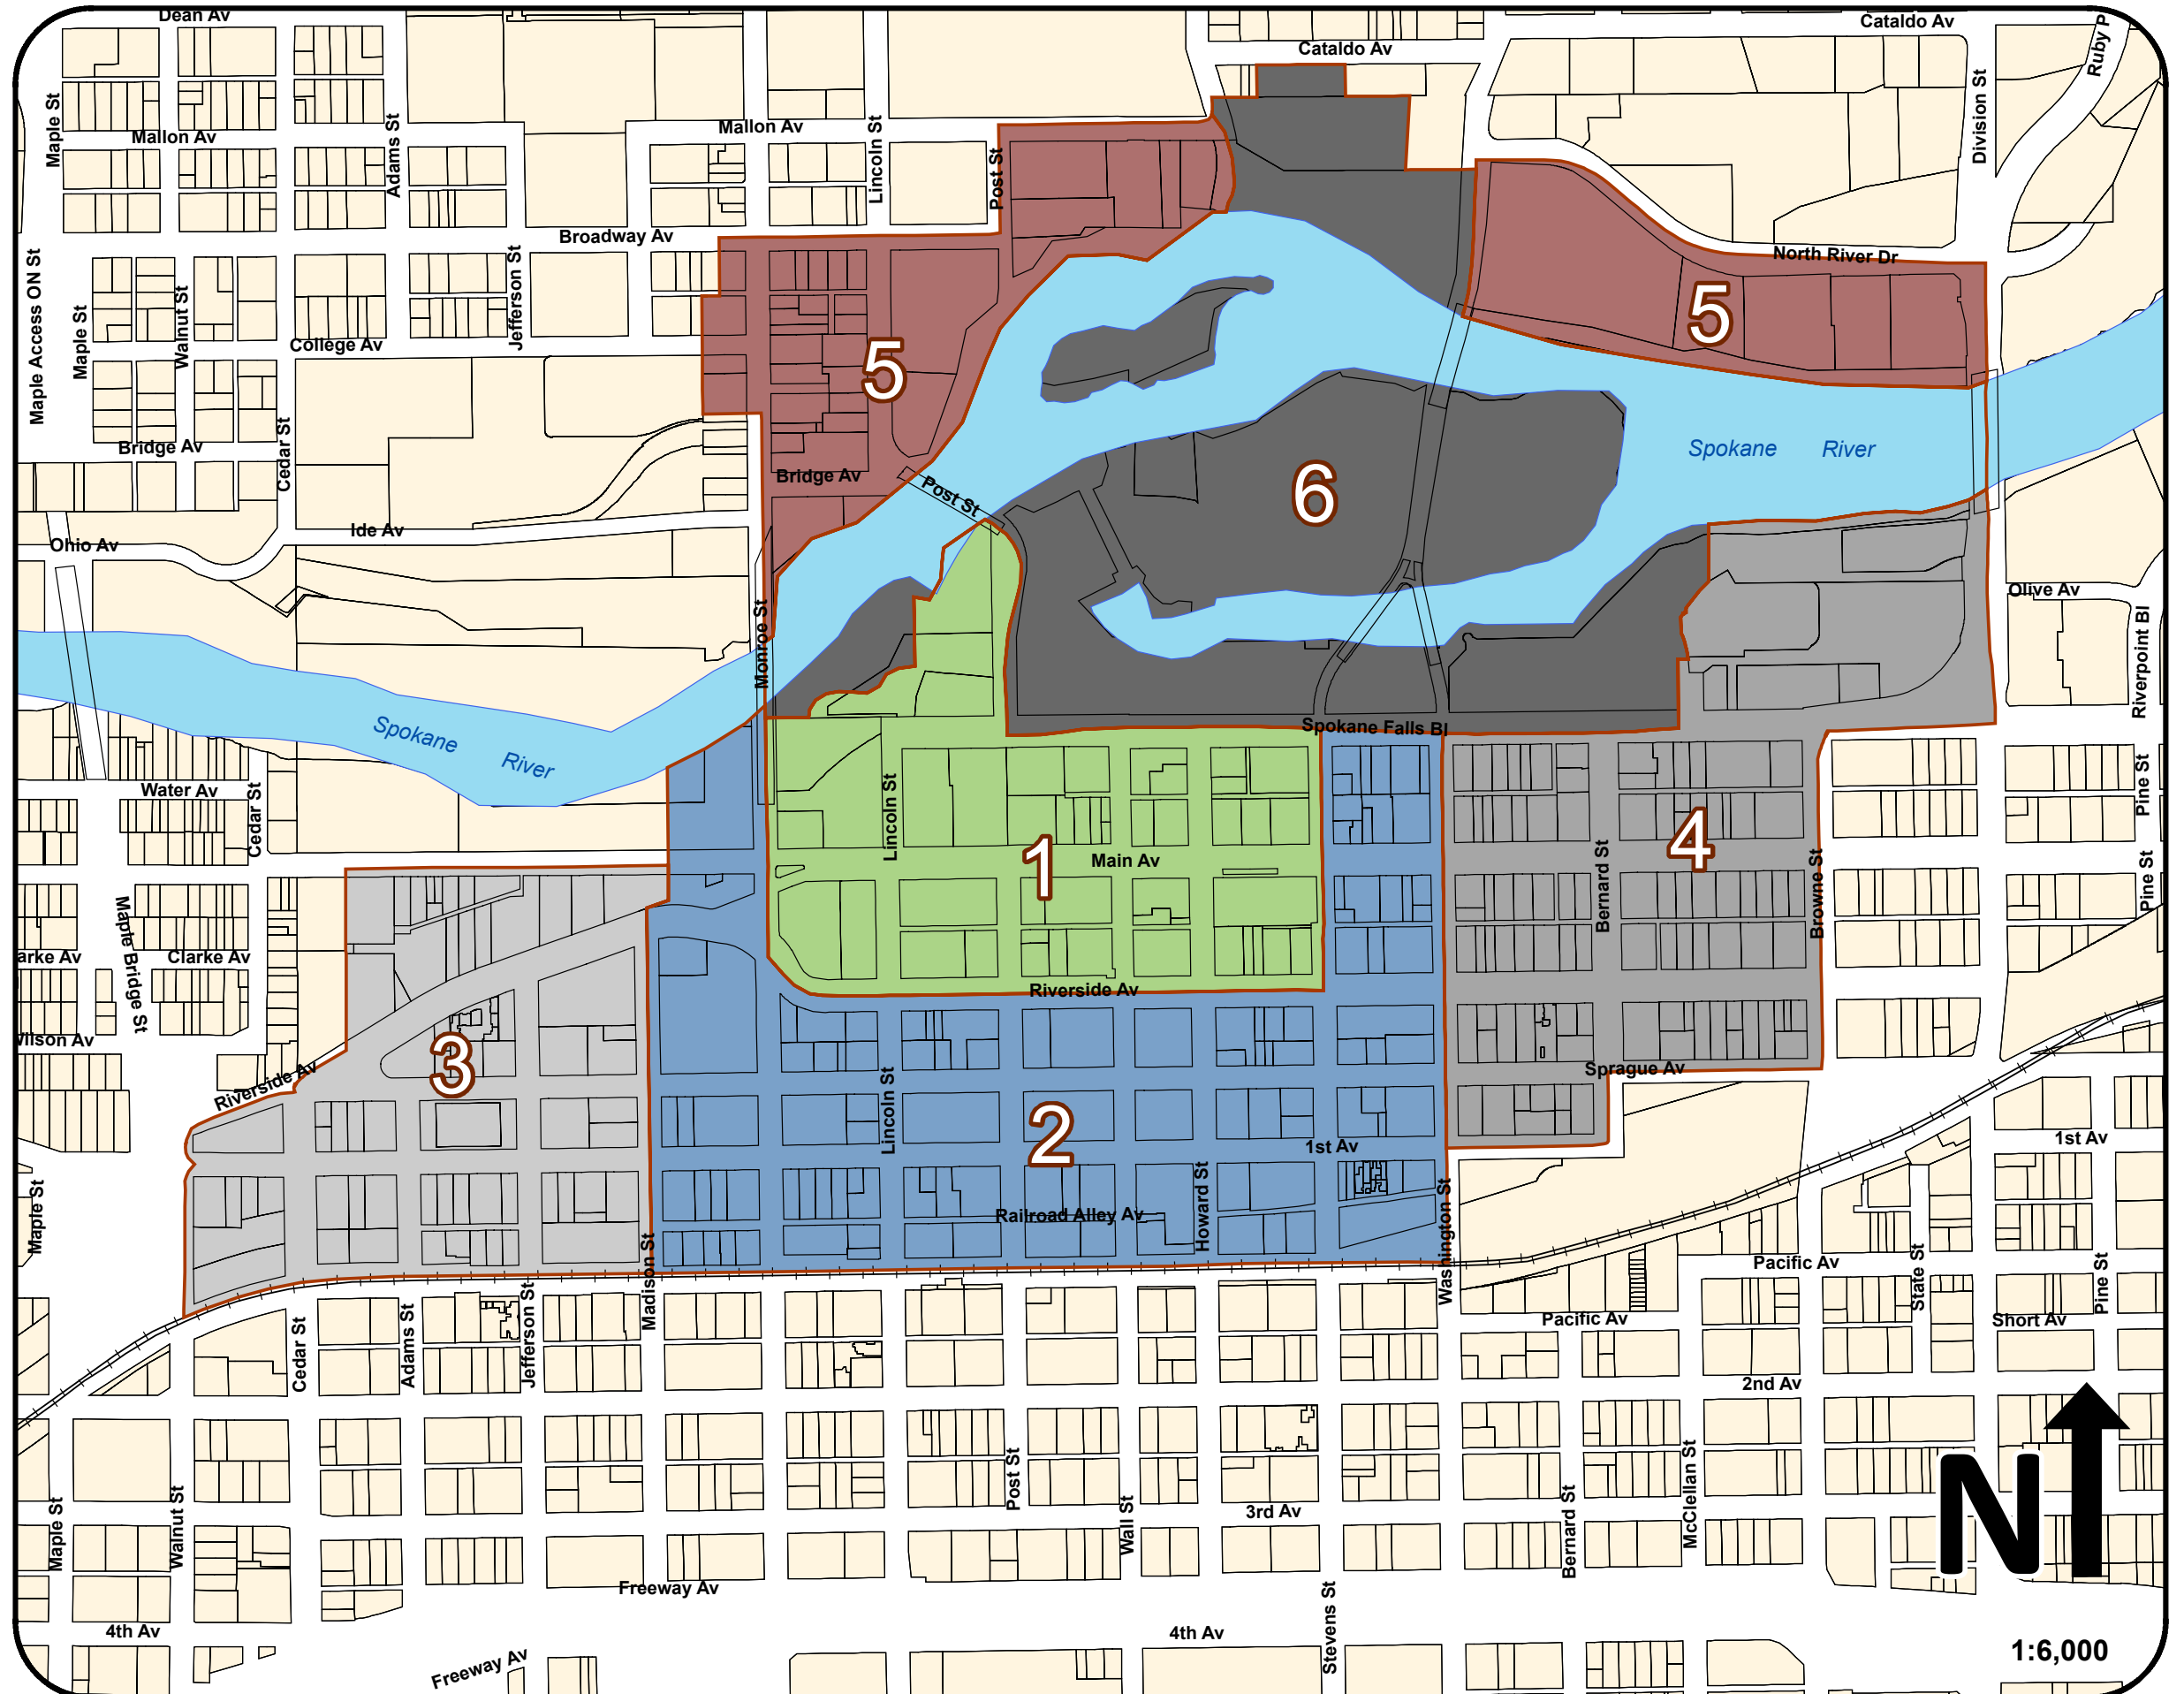 Dean Av
Cataldo Av
Cataldo Av
Ruby P
Maple St
Mallon Av
Adams St
Mallon Av
Lincoln St
Post St
Division St
Broadway Av
North River Dr
Maple Access ON St
Maple St
Walnut St
Jefferson St
College Av
5
5
Bridge Av
Cedar St
Bridge Av
Post St
6
Spokane River
Ide Av
Ohio Av
Monroe St
Olive Av
Riverpoint Bl
Spokane River
Spokane Falls Bl
Water Av
Cedar St
Lincoln St
Main Av
1
4
Bernard St
Browne St
Pine St
Pine St
Maple Bridge St
arke Av
Clarke Av
Riverside Av
Vilson Av
Riverside Av
3
Sprague Av
Lincoln St
2
1st Av
1st Av
Maple St
Railroad Alley Av
Howard St
Washington St
Madison St
Pacific Av
State St
Pine St
Cedar St
Adams St
Jefferson St
Pacific Av
Short Av
2nd Av
Post St
Wall St
3rd Av
Bernard St
McClellan St
N
Maple St
Walnut St
Freeway Av
4th Av
4th Av
Stevens St
Freeway Av
1:6,000